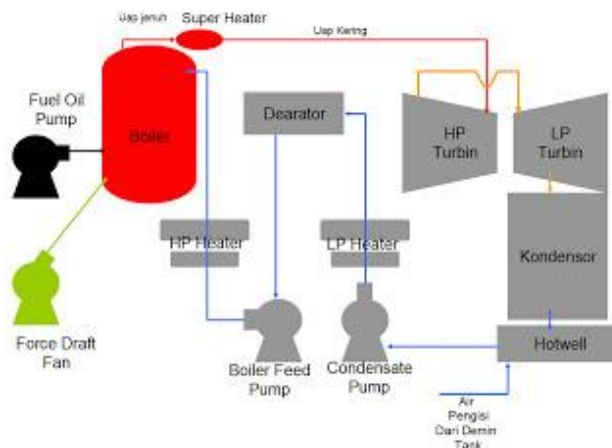 Uap jenuh
Super Heater
Uap Kering
Fuel Oil
Pump
Boiler
Dearator
HP
Turbin
LP
Turbin
HP Heater
LP Heater
Kondensor
Force Draft
Fan
Boiler Feed
Pump
Condensate
Pump
Hotwell
Air
Pengisi
Dari Demin
Tank